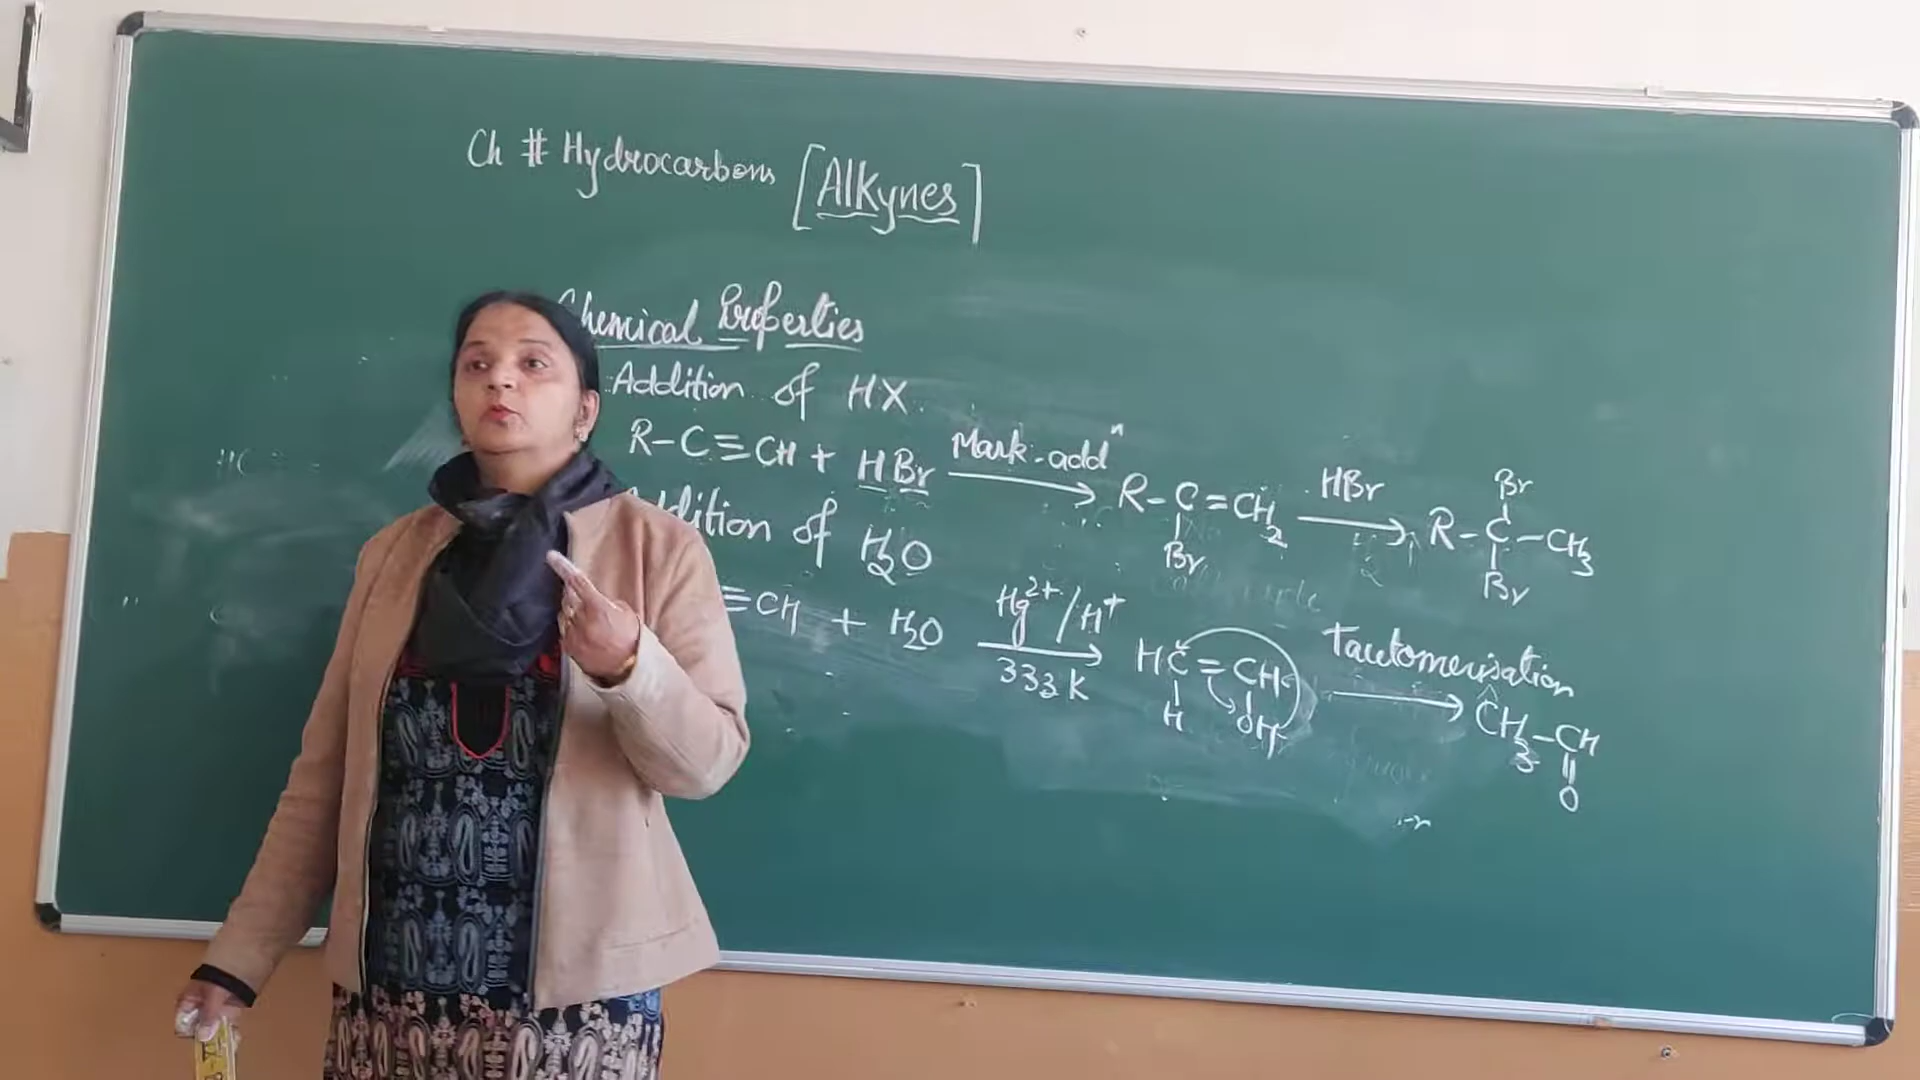 Ch # Hydrocarbons [Alkynes]
Chemical Properties
Addition of HX
R-C≡CH + HBr Mark. addⁿ → R-C=CH₂ HBr → R-C-CH₃
Br Br Br
dition of H₂O
≡CH + H₂O Hg²⁺/H⁺ 333 K → HC=CH Tautomerisation → CH₃-CH
H OH O